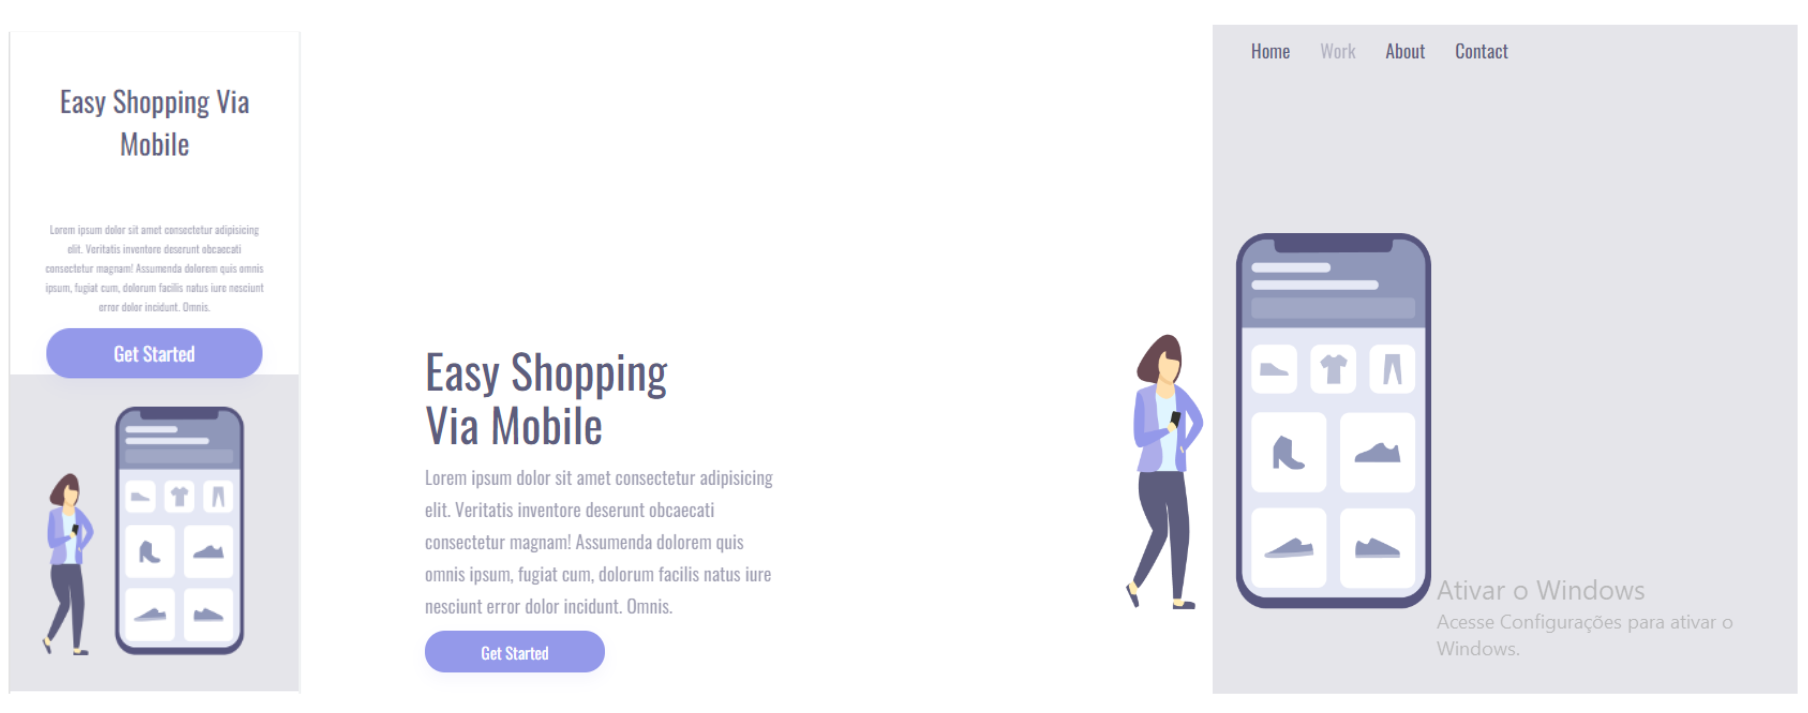 Easy Shopping Via
Mobile
Lorem ipsum dolor sit amet consectetur adipisicing
elit. Veritatis inventore deserunt obcaecati
consectetur magnam! Assumenda dolorem quis omnis
ipsum, fugiat cum, dolorum facilis natus iure nesciunt
error dolor incidunt. Omnis.
Get Started
Easy Shopping
Via Mobile
Lorem ipsum dolor sit amet consectetur adipisicing
elit. Veritatis inventore deserunt obcaecati
consectetur magnam! Assumenda dolorem quis
omnis ipsum, fugiat cum, dolorum facilis natus iure
nesciunt error dolor incidunt. Omnis.
Get Started
Home Work About Contact
Ativar o Windows
Acesse Configurações para ativar o
Windows.